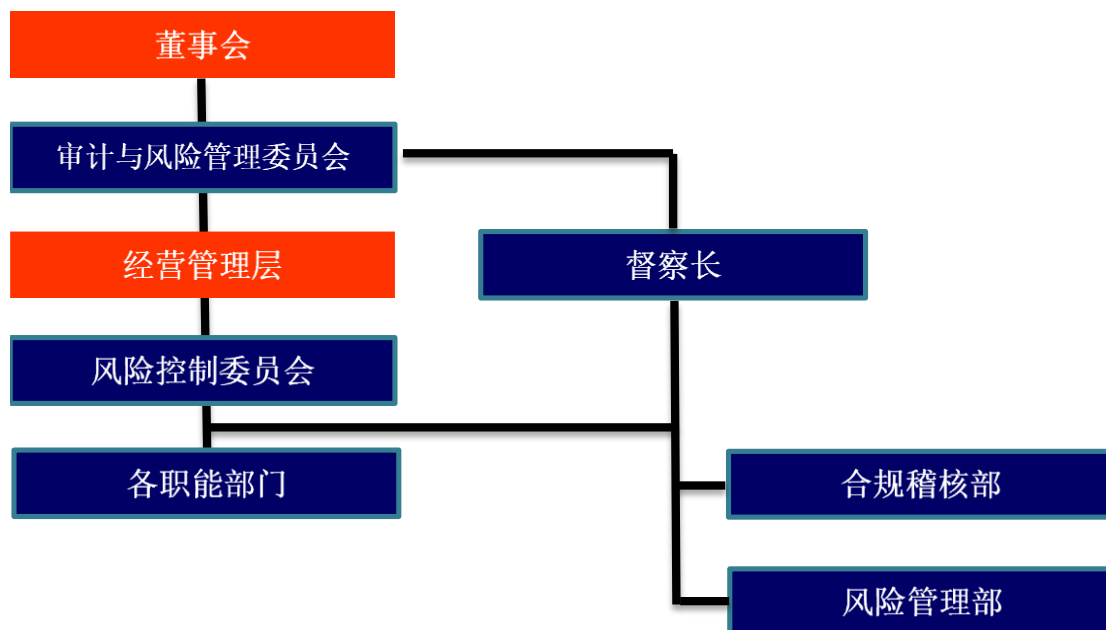 董事会
审计与风险管理委员会
经营管理层
督察长
风险控制委员会
各职能部门
合规稽核部
风险管理部